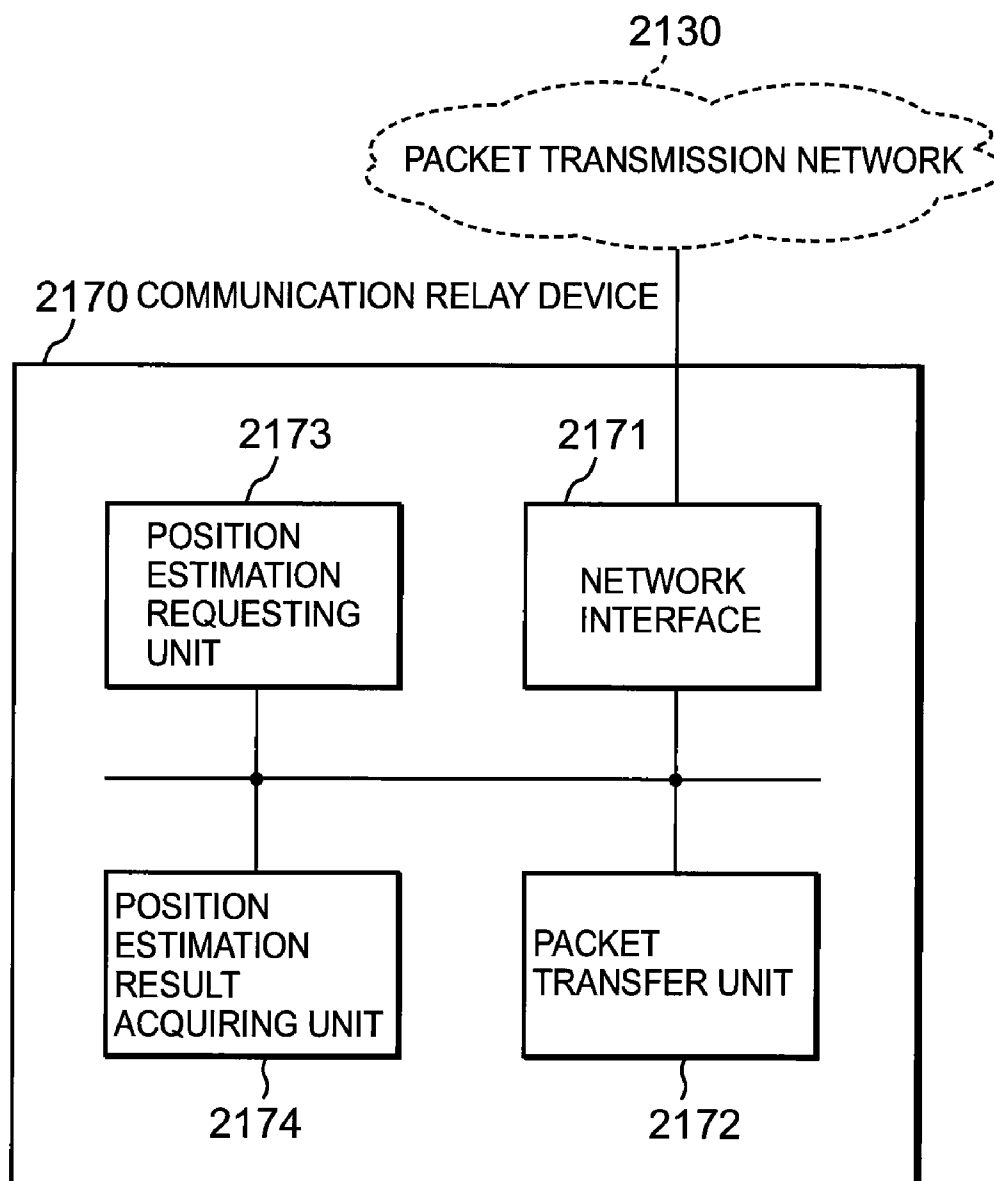 2130
PACKET TRANSMISSION NETWORK
2170 COMMUNICATION RELAY DEVICE
2173
2171
POSITION
ESTIMATION
REQUESTING
UNIT
NETWORK
INTERFACE
POSITION
ESTIMATION
RESULT
ACQUIRING UNIT
PACKET
TRANSFER UNIT
2174
2172